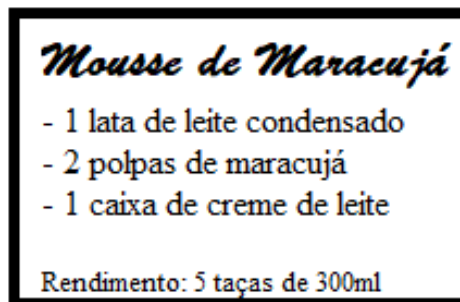 Mousse de Maracujá
- 1 lata de leite condensado
- 2 polpas de maracujá
- 1 caixa de creme de leite
Rendimento: 5 taças de 300ml